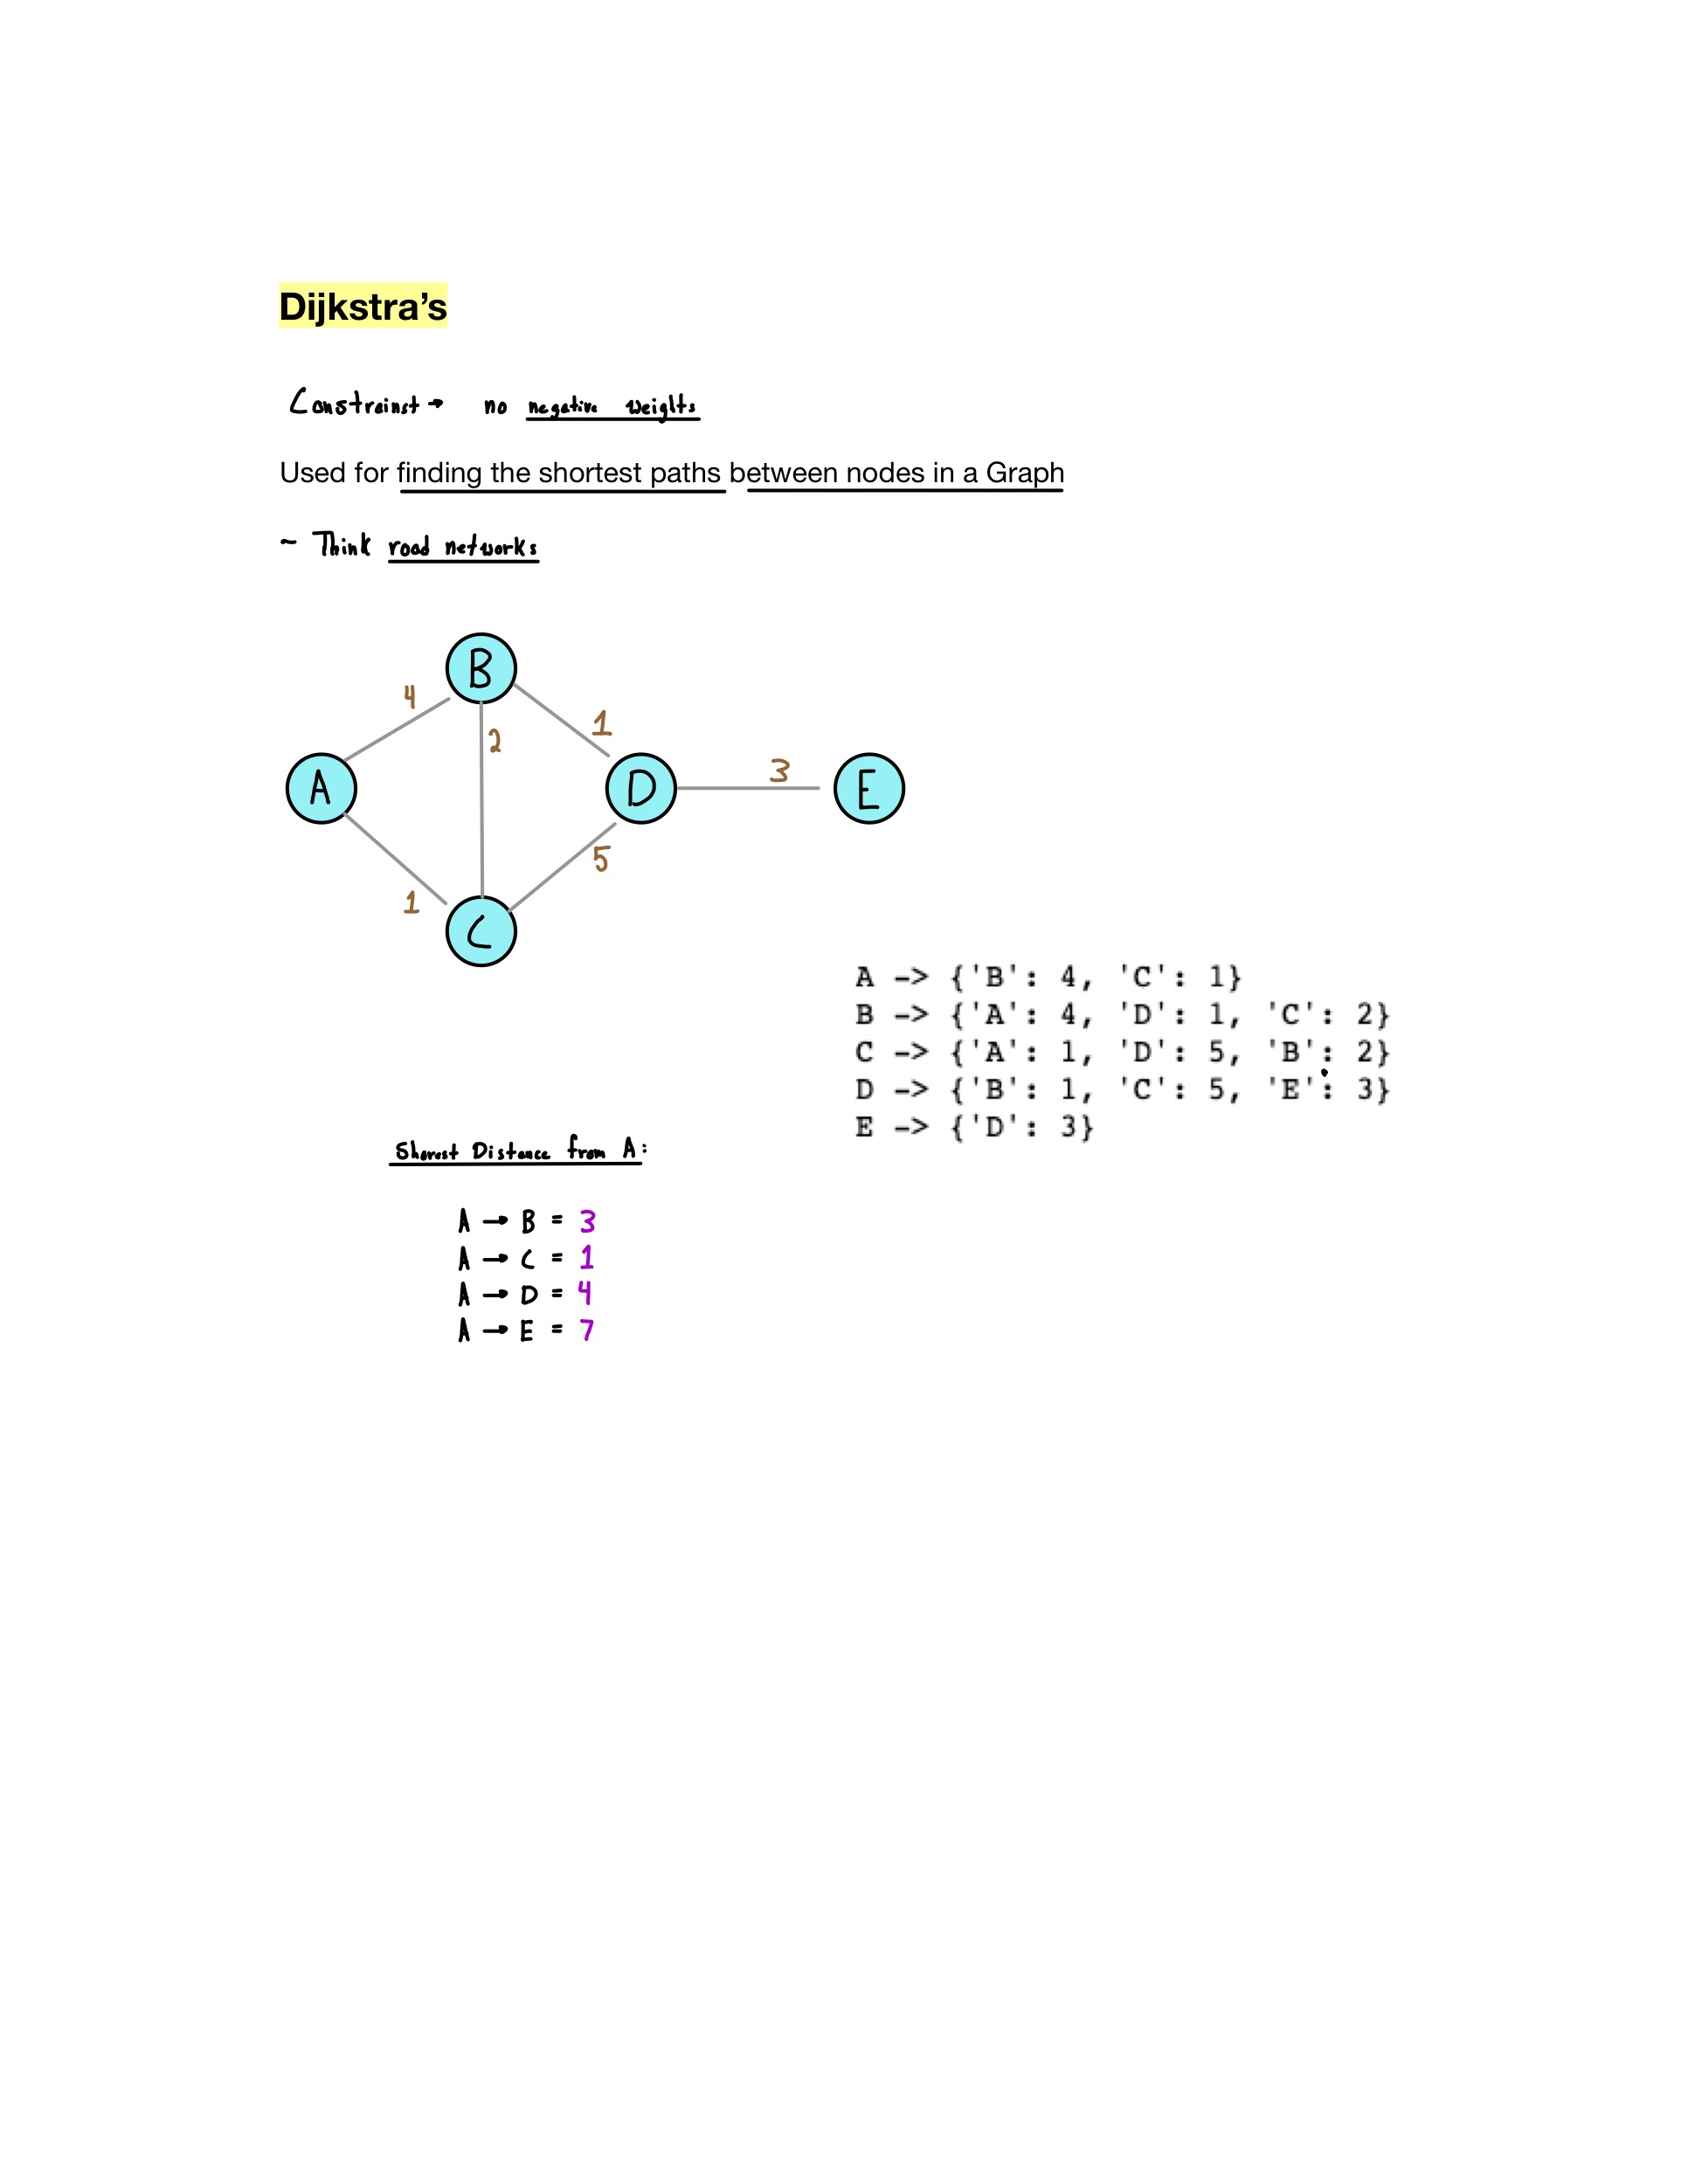 Dijkstra’s
Constrainst → no negative weights
Used for finding the shortest paths between nodes in a Graph
~ Think road networks
B
4
1
2
A
D
3
E
5
1
C
A -> {'B': 4, 'C': 1}
B -> {'A': 4, 'D': 1, 'C': 2}
C -> {'A': 1, 'D': 5, 'B': 2}
D -> {'B': 1, 'C': 5, 'E': 3}
E -> {'D': 3}
Shorest Distance from A:
A → B = 3
A → C = 1
A → D = 4
A → E = 7